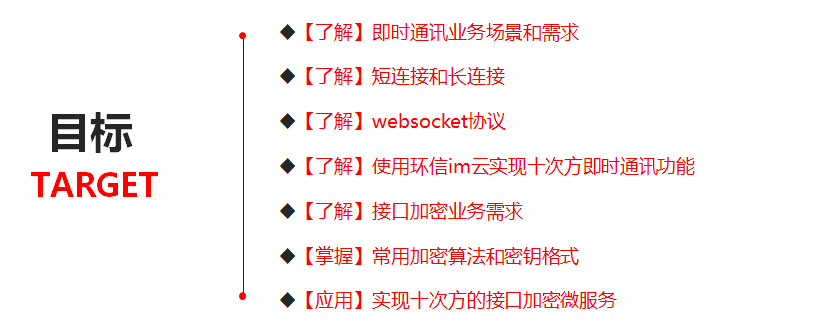 目标
TARGET
◆【了解】即时通讯业务场景和需求
◆【了解】短连接和长连接
◆【了解】websocket协议
◆【了解】使用环信im云实现十次方即时通讯功能
◆【了解】接口加密业务需求
◆【掌握】常用加密算法和密钥格式
◆【应用】实现十次方的接口加密微服务